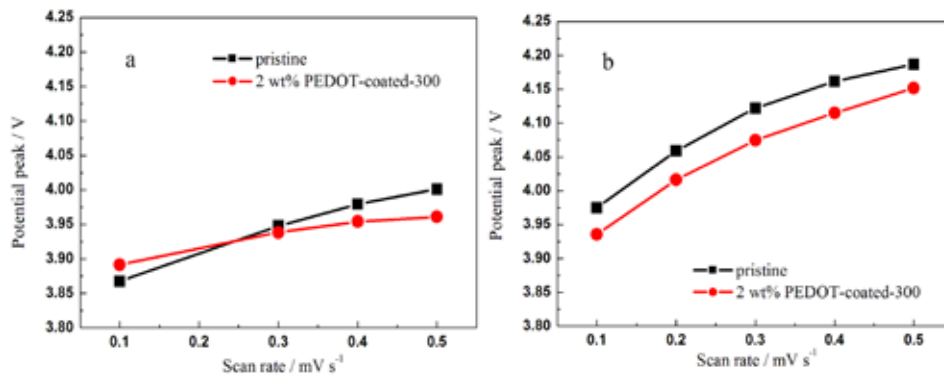 a
pristine
2 wt% PEDOT-coated-300
Potential peak / V
4.25
4.20
4.15
4.10
4.05
4.00
3.95
3.90
3.85
3.80
0.1 0.2 0.3 0.4 0.5
Scan rate / mV s⁻¹
b
pristine
2 wt% PEDOT-coated-300
Potential peak / V
4.25
4.20
4.15
4.10
4.05
4.00
3.95
3.90
3.85
3.80
0.1 0.2 0.3 0.4 0.5
Scan rate / mV s⁻¹